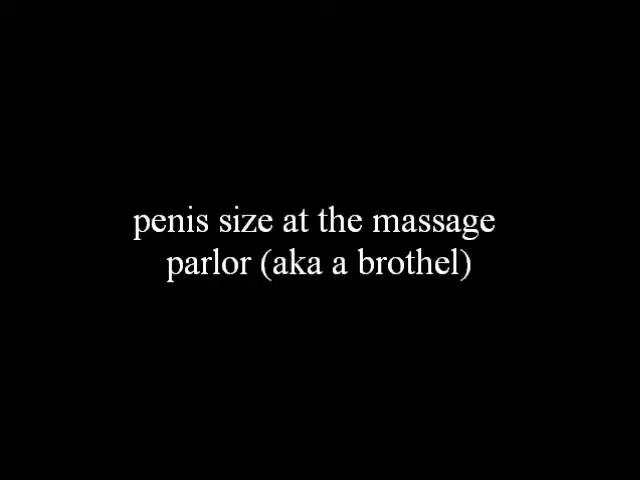 penis size at the massage
parlor (aka a brothel)